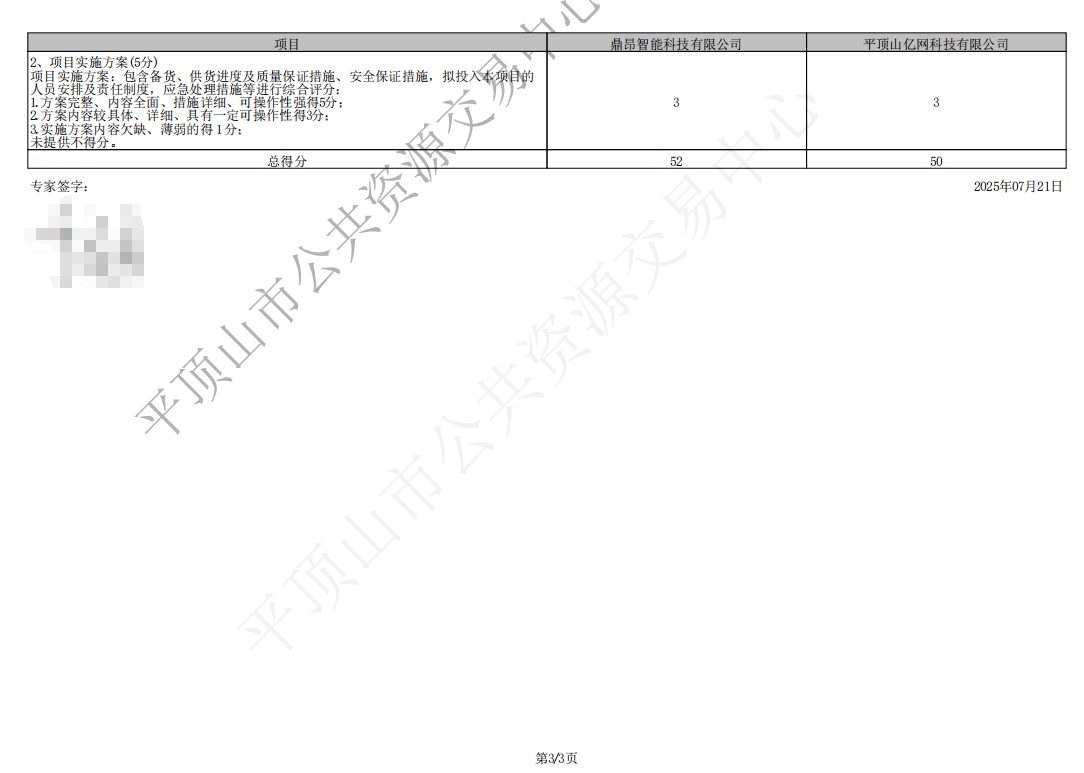 项目 鼎昂智能科技有限公司 平顶山亿网科技有限公司
2、项目实施方案(5分)
项目实施方案：包含备货、供货进度及质量保证措施、安全保证措施，拟投入本项目的
人员安排及责任制度，应急处理措施等进行综合评分：
1.方案完整、内容全面、措施详细、可操作性强得5分；
2.方案内容较具体、详细、具有一定可操作性得3分；
3.实施方案内容欠缺、薄弱的得1分；
未提供不得分。
3 3
总得分 52 50
专家签字： 2025年07月21日
平顶山市公共资源交易中心
平顶山市公共资源交易中心
第3/3页